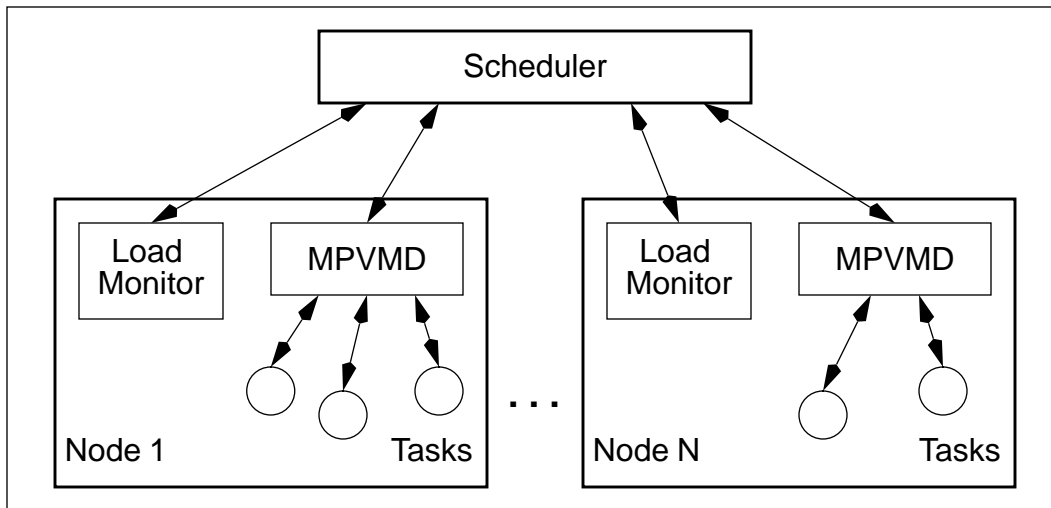 Scheduler
Load
Monitor
MPVMD
Load
Monitor
MPVMD
. . .
Node 1
Tasks
Node N
Tasks